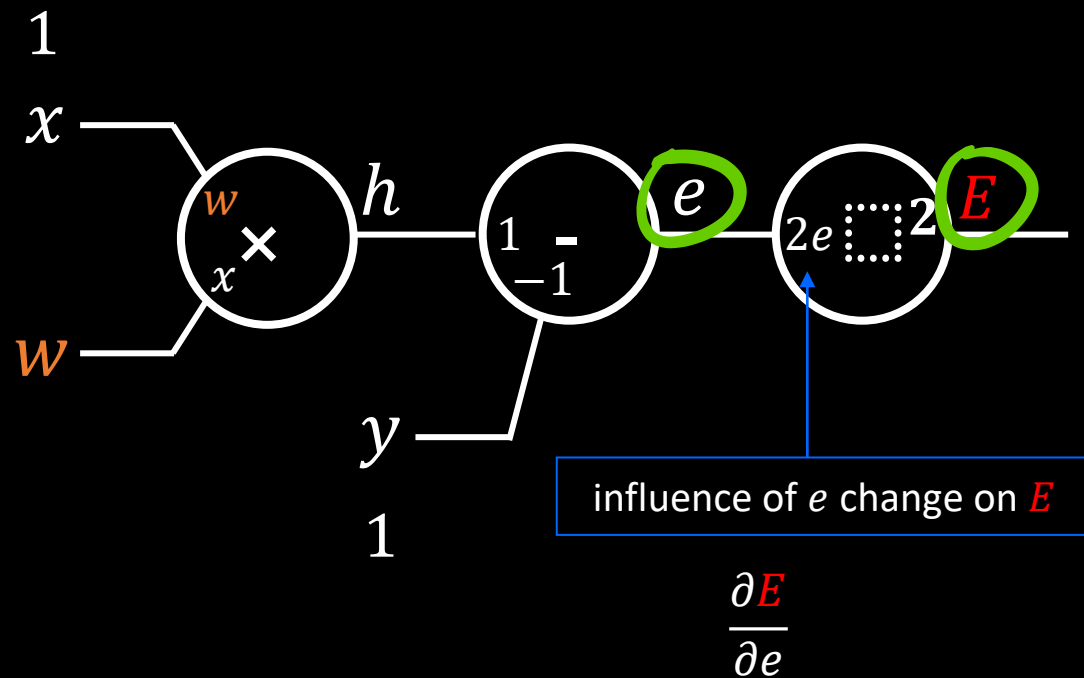 1
x
w
×
x
h
1
-
−1
e
2e
2
E
w
y
1
influence of e change on E
∂E
∂e